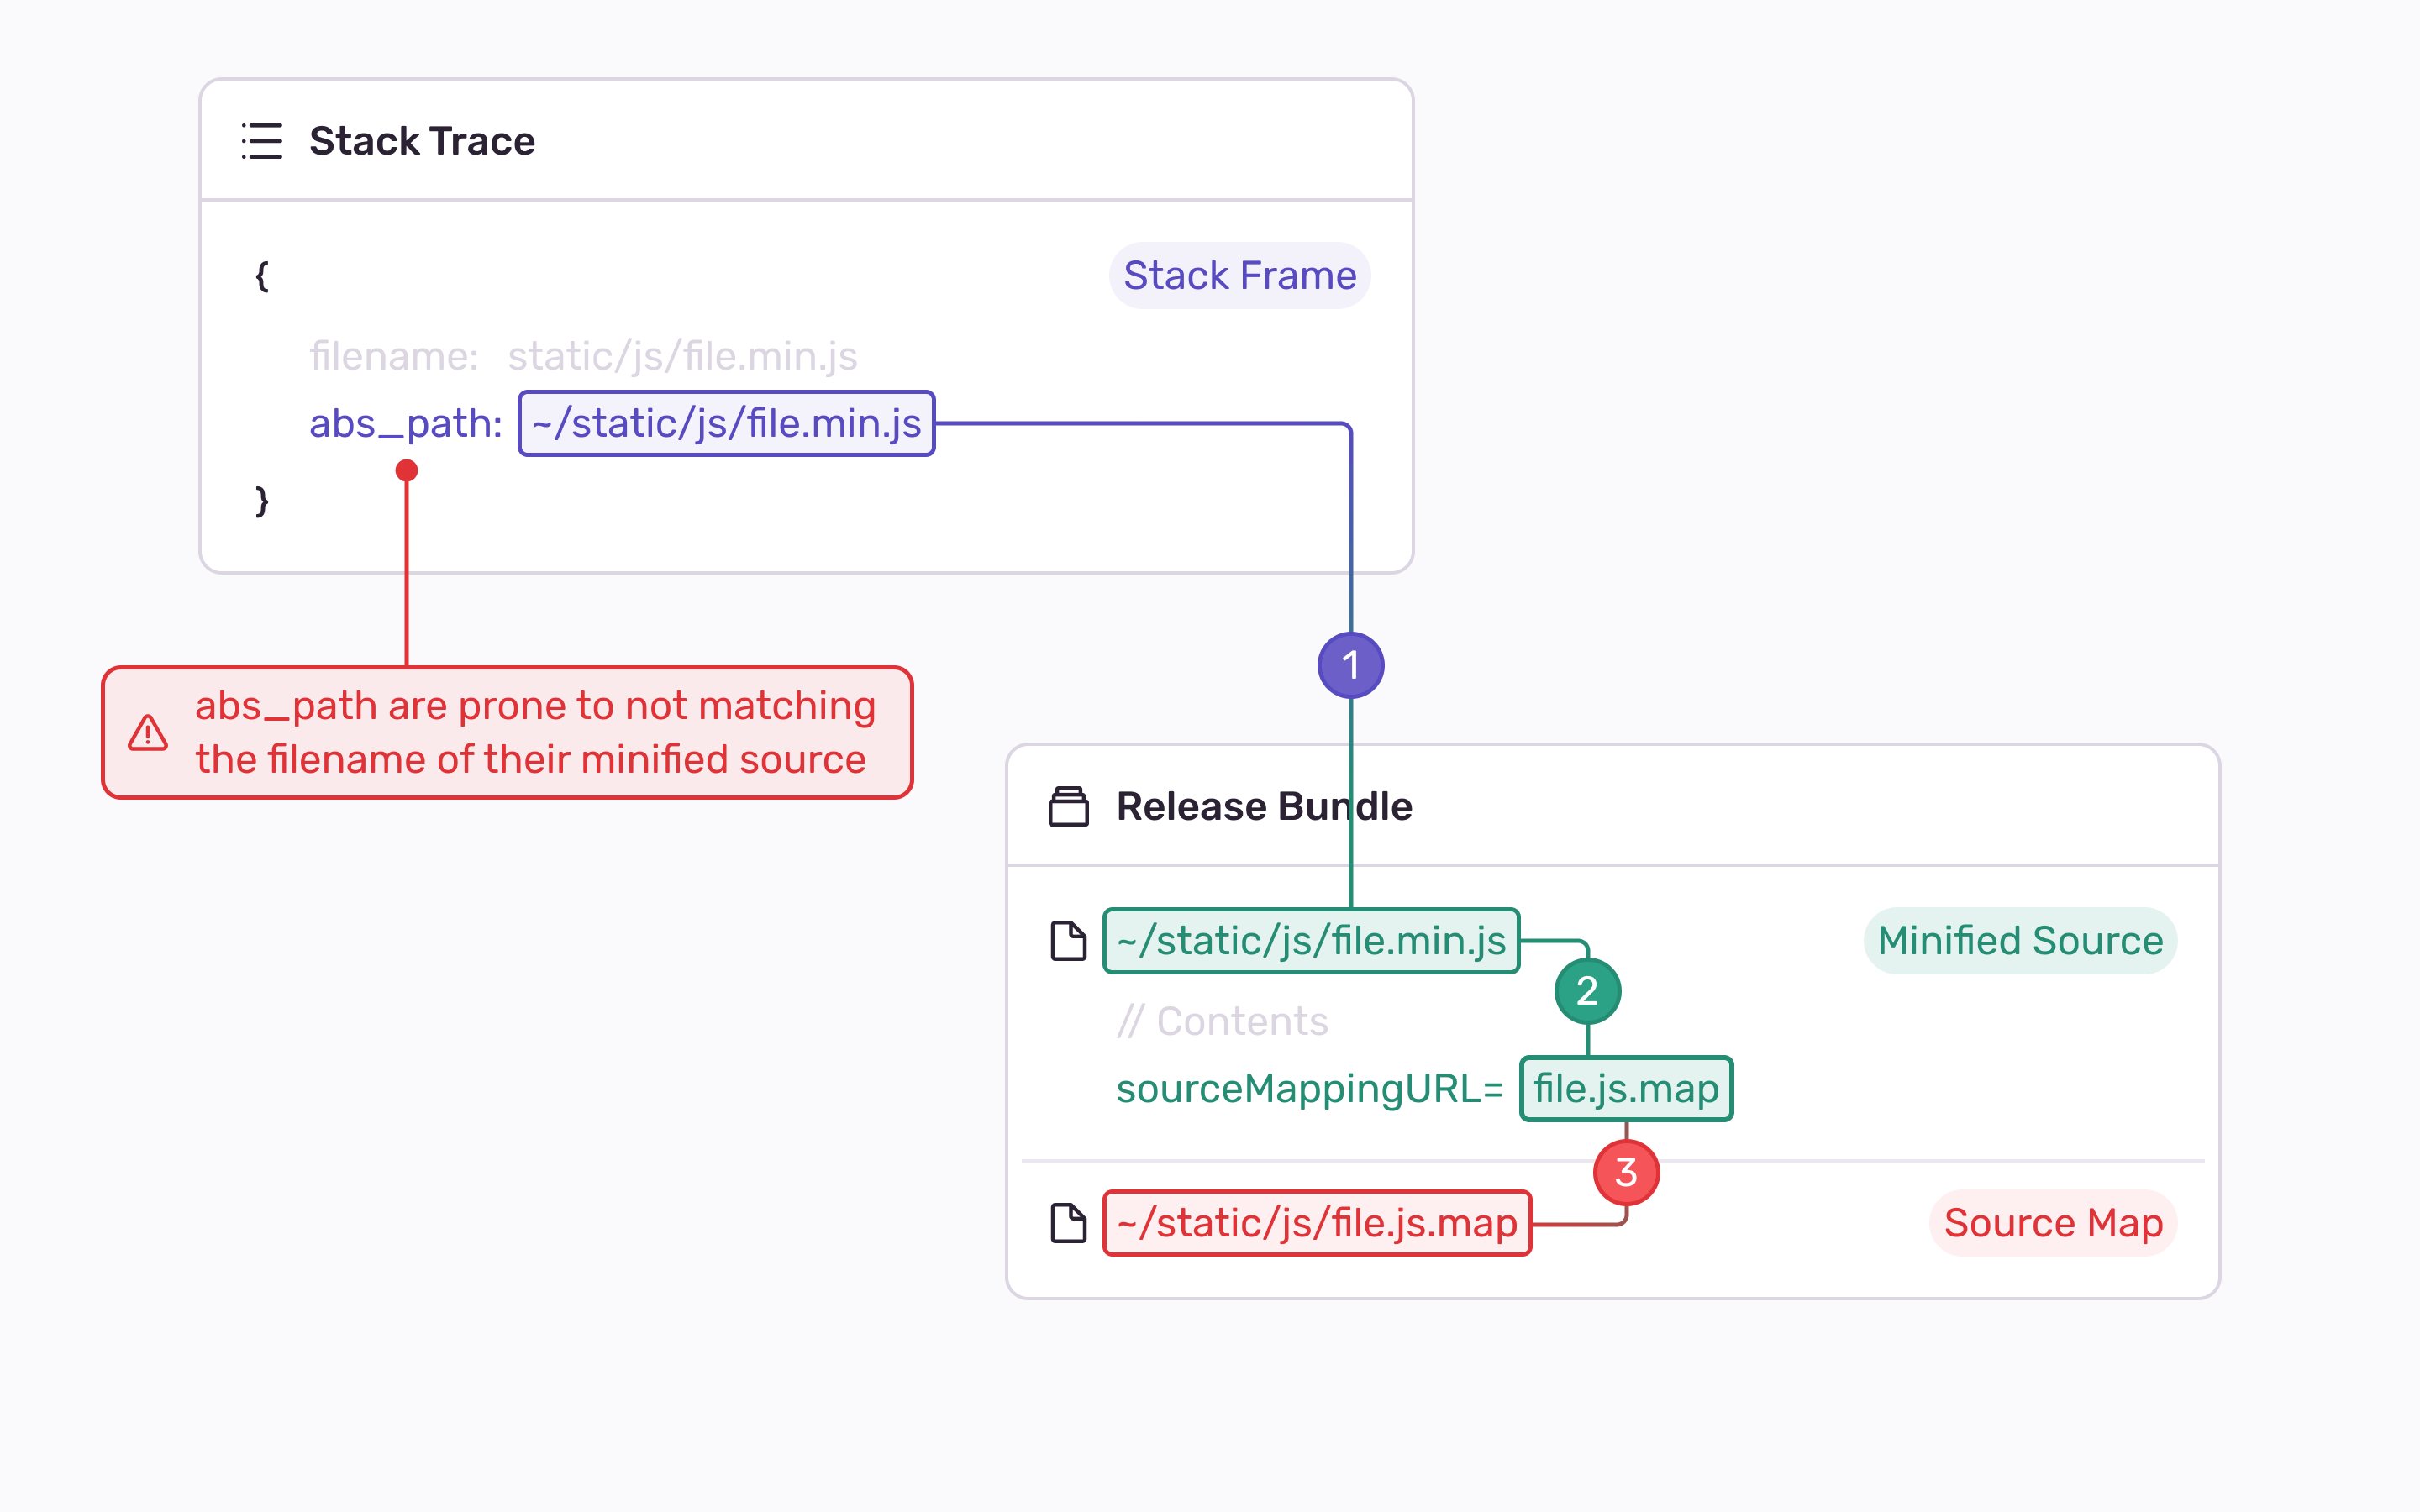 Stack Trace
{
Stack Frame
filename: static/js/file.min.js
abs_path: ~/static/js/file.min.js
}
abs_path are prone to not matching
the filename of their minified source
1
Release Bundle
~/static/js/file.min.js
Minified Source
2
// Contents
sourceMappingURL= file.js.map
3
~/static/js/file.js.map
Source Map